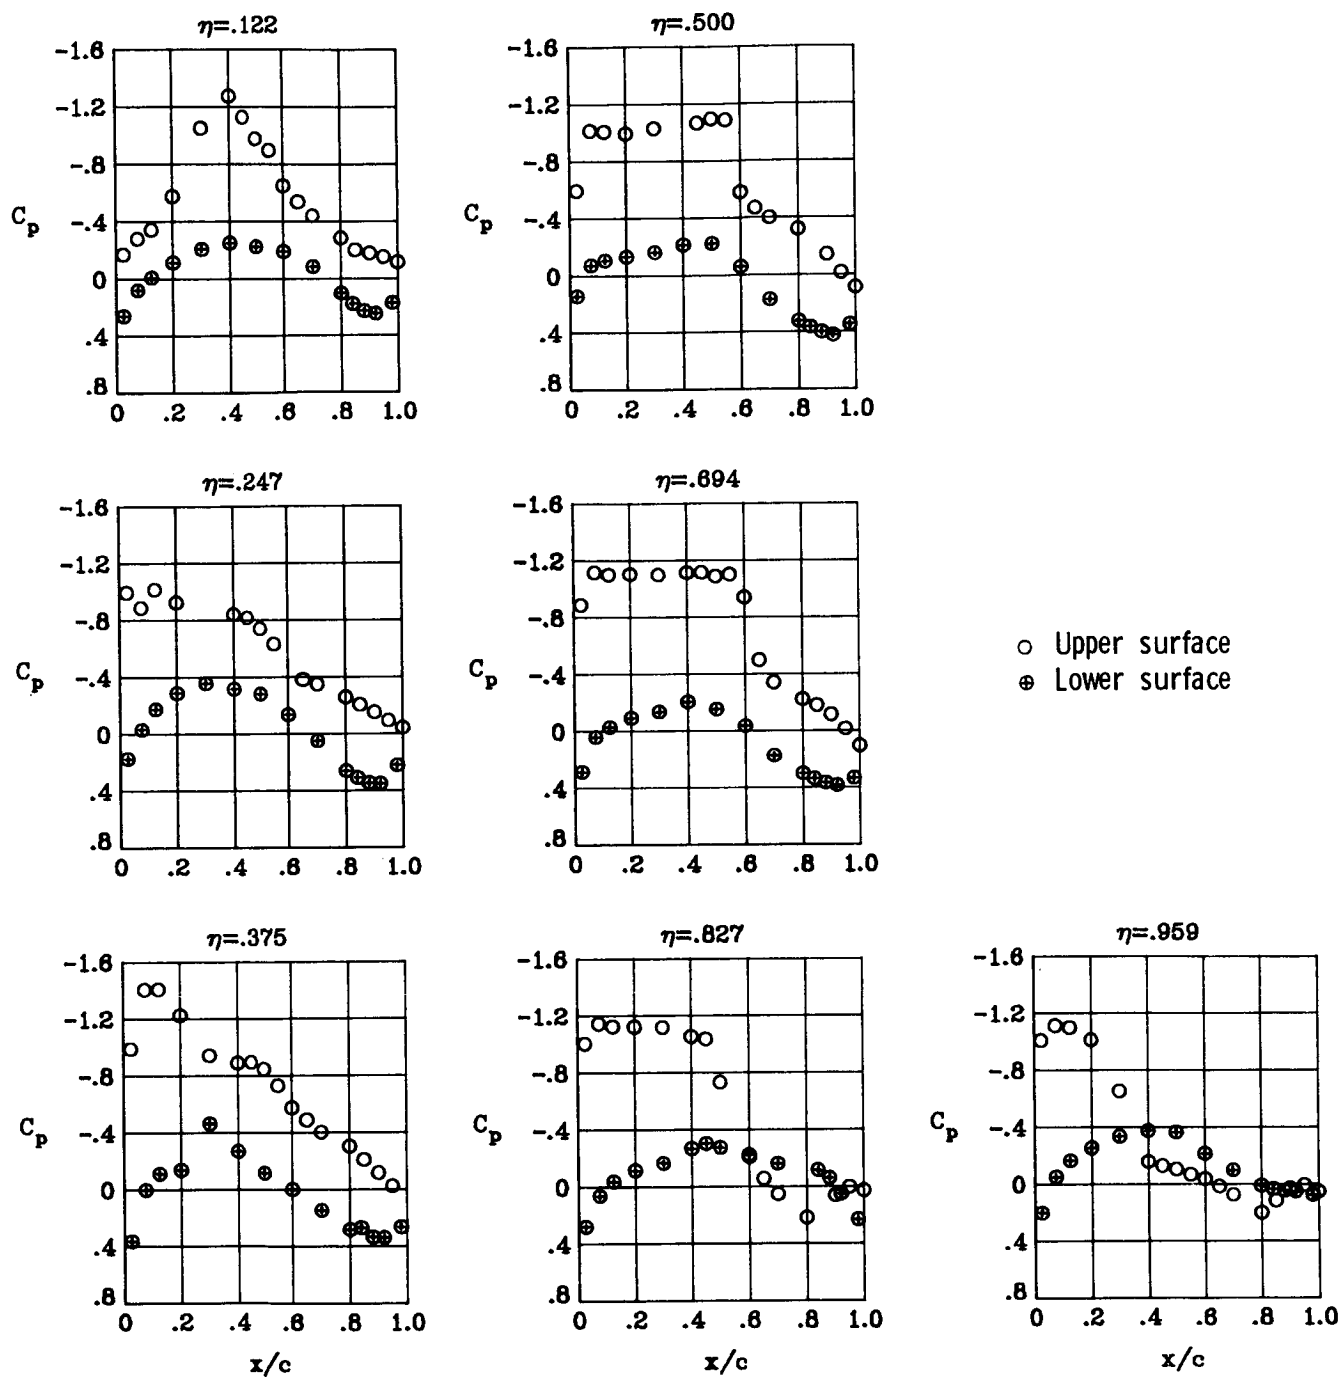 η=.122
-1.6
-1.2
-.8
-.4
0
.4
.8
C_p
0 .2 .4 .6 .8 1.0
η=.500
-1.6
-1.2
-.8
-.4
0
.4
.8
C_p
0 .2 .4 .6 .8 1.0
η=.247
-1.6
-1.2
-.8
-.4
0
.4
.8
C_p
0 .2 .4 .6 .8 1.0
η=.694
-1.6
-1.2
-.8
-.4
0
.4
.8
C_p
0 .2 .4 .6 .8 1.0
Upper surface
Lower surface
η=.375
-1.6
-1.2
-.8
-.4
0
.4
.8
C_p
0 .2 .4 .6 .8 1.0
x/c
η=.827
-1.6
-1.2
-.8
-.4
0
.4
.8
C_p
0 .2 .4 .6 .8 1.0
x/c
η=.959
-1.6
-1.2
-.8
-.4
0
.4
.8
C_p
0 .2 .4 .6 .8 1.0
x/c